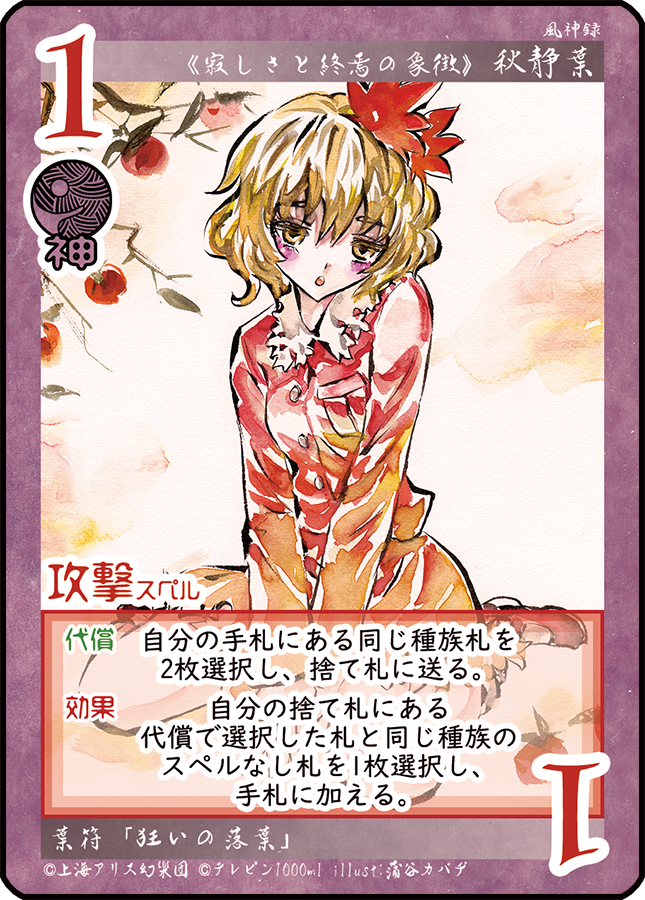 風神録
1
《寂しさと終焉の象徴》 秋静葉
神
攻撃スペル
代償 自分の手札にある同じ種族札を
2枚選択し、捨て札に送る。
効果 自分の捨て札にある
代償で選択した札と同じ種族の
スペルなし札を1枚選択し、
手札に加える。
1
葉符「狂いの落葉」
©上海アリス幻樂団 ©テレピン1000ml illust:蒲谷カバヂ